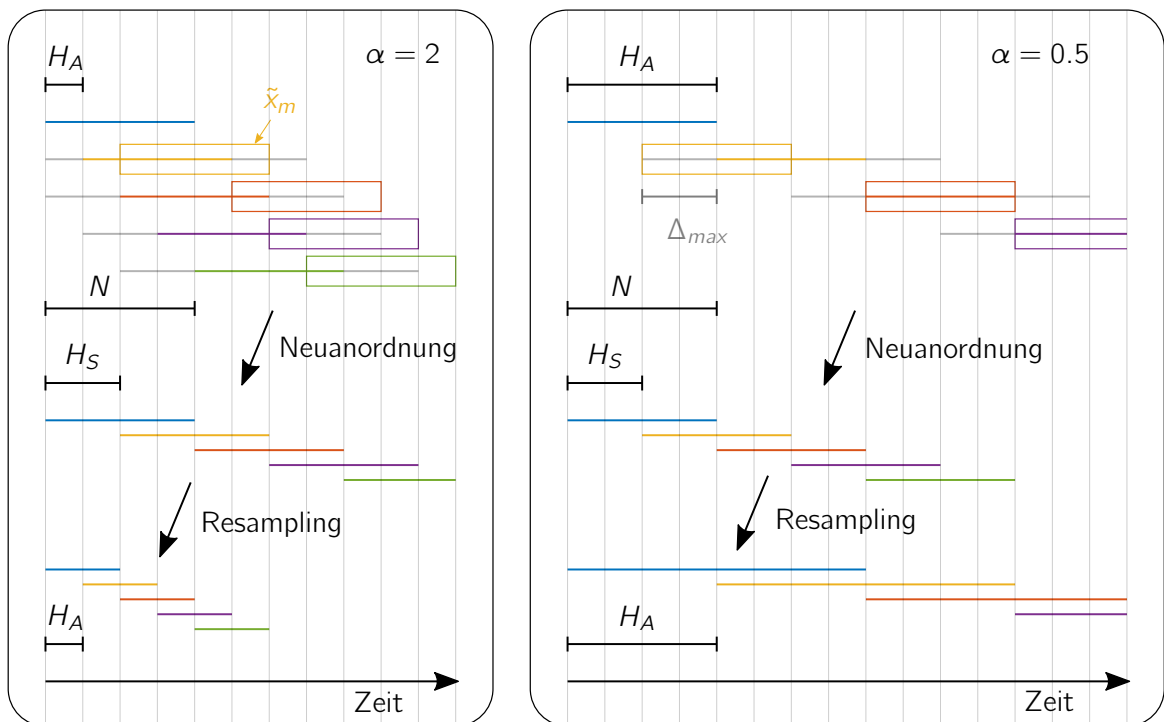 H_A
α = 2
x̃_m
N
Neuanordnung
H_S
Resampling
H_A
Zeit
H_A
α = 0.5
Δ_max
N
Neuanordnung
H_S
Resampling
H_A
Zeit